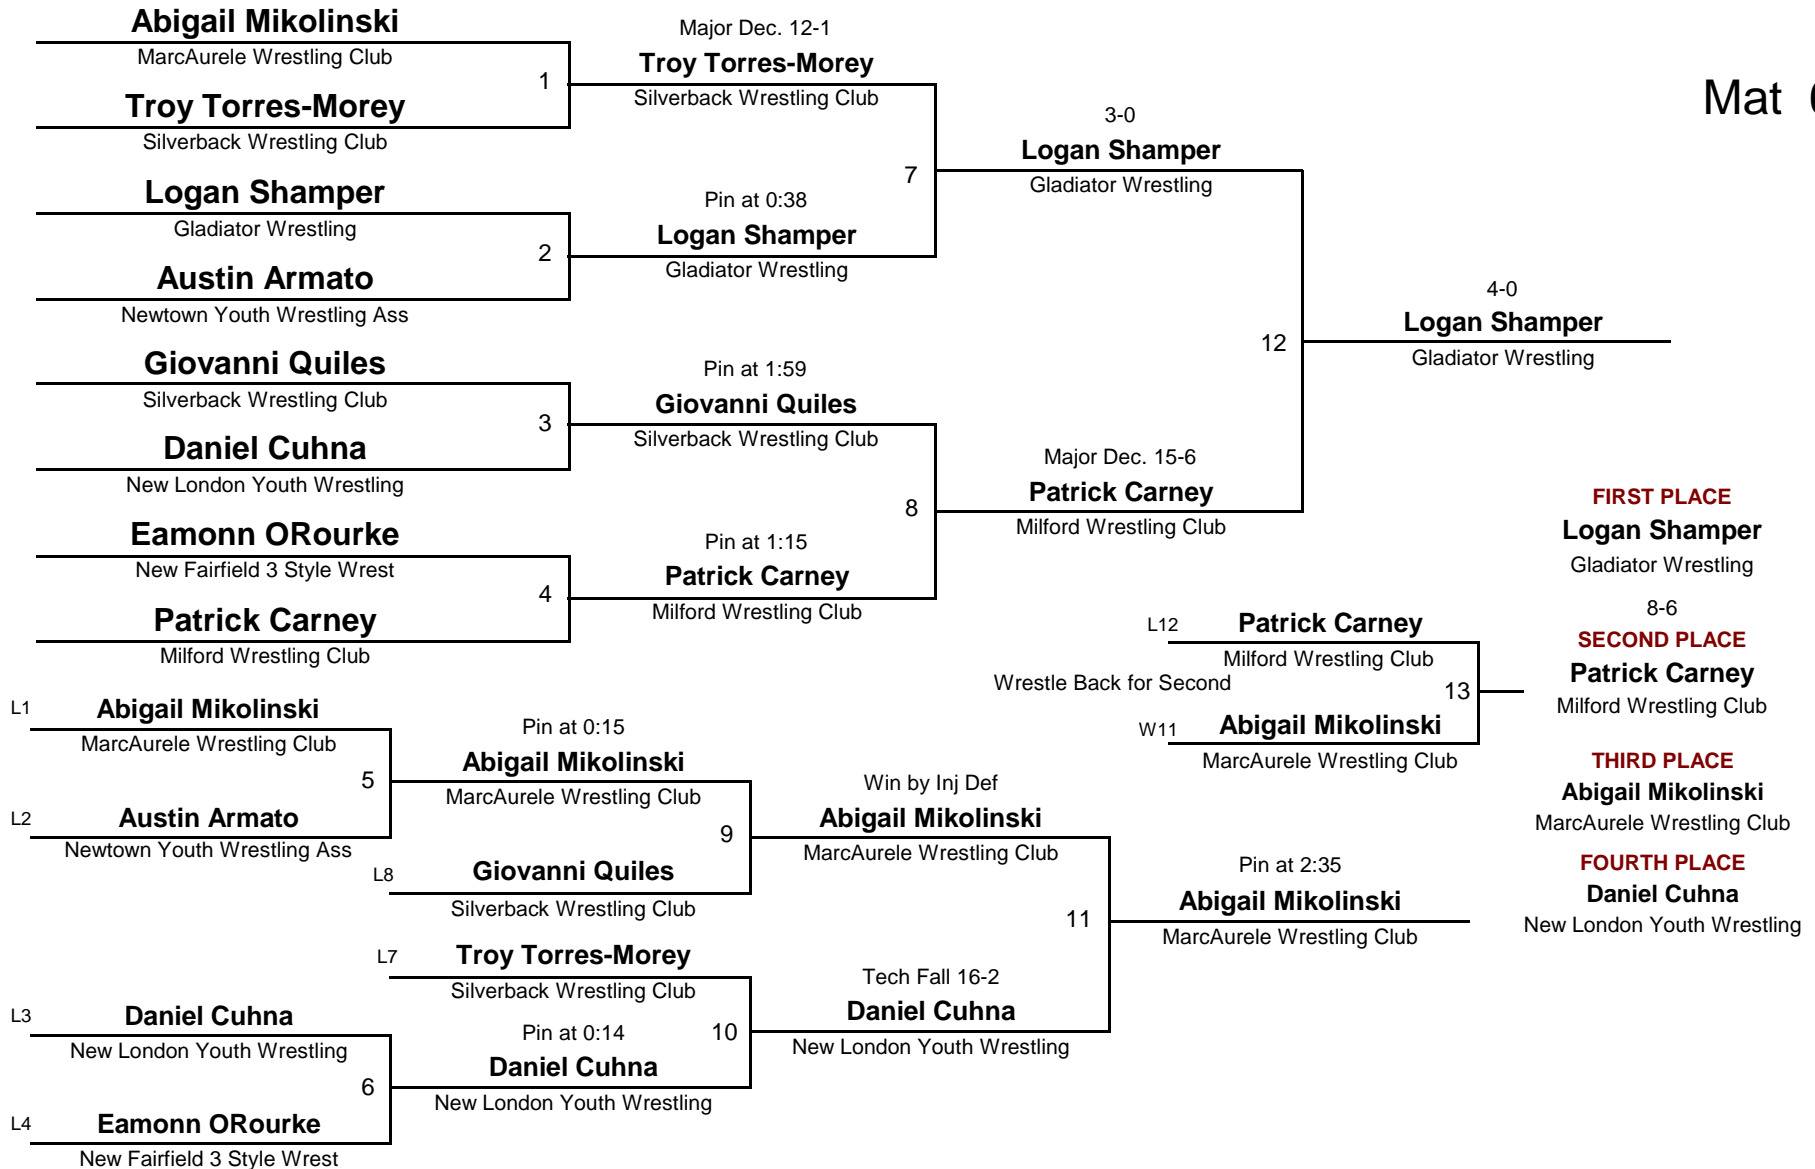 Abigail Mikolinski
MarcAurele Wrestling Club
1
Troy Torres-Morey
Silverback Wrestling Club
Logan Shamper
Gladiator Wrestling
2
Austin Armato
Newtown Youth Wrestling Ass
Giovanni Quiles
Silverback Wrestling Club
3
Daniel Cuhna
New London Youth Wrestling
Eamonn ORourke
New Fairfield 3 Style Wrest
4
Patrick Carney
Milford Wrestling Club
Major Dec. 12-1
Troy Torres-Morey
Silverback Wrestling Club
7
Pin at 0:38
Logan Shamper
Gladiator Wrestling
Pin at 1:59
Giovanni Quiles
Silverback Wrestling Club
8
Pin at 1:15
Patrick Carney
Milford Wrestling Club
3-0
Logan Shamper
Gladiator Wrestling
12
Major Dec. 15-6
Patrick Carney
Milford Wrestling Club
Mat
4-0
Logan Shamper
Gladiator Wrestling
L1 Abigail Mikolinski
MarcAurele Wrestling Club
5
L2 Austin Armato
Newtown Youth Wrestling Ass
L3 Daniel Cuhna
New London Youth Wrestling
6
L4 Eamonn ORourke
New Fairfield 3 Style Wrest
Pin at 0:15
Abigail Mikolinski
MarcAurele Wrestling Club
9
L8 Giovanni Quiles
Silverback Wrestling Club
L7 Troy Torres-Morey
Silverback Wrestling Club
10
Pin at 0:14
Daniel Cuhna
New London Youth Wrestling
Win by Inj Def
Abigail Mikolinski
MarcAurele Wrestling Club
11
Tech Fall 16-2
Daniel Cuhna
New London Youth Wrestling
Pin at 2:35
Abigail Mikolinski
MarcAurele Wrestling Club
L12 Patrick Carney
Milford Wrestling Club
Wrestle Back for Second
13
W11 Abigail Mikolinski
MarcAurele Wrestling Club
FIRST PLACE
Logan Shamper
Gladiator Wrestling
8-6
SECOND PLACE
Patrick Carney
Milford Wrestling Club
THIRD PLACE
Abigail Mikolinski
MarcAurele Wrestling Club
FOURTH PLACE
Daniel Cuhna
New London Youth Wrestling